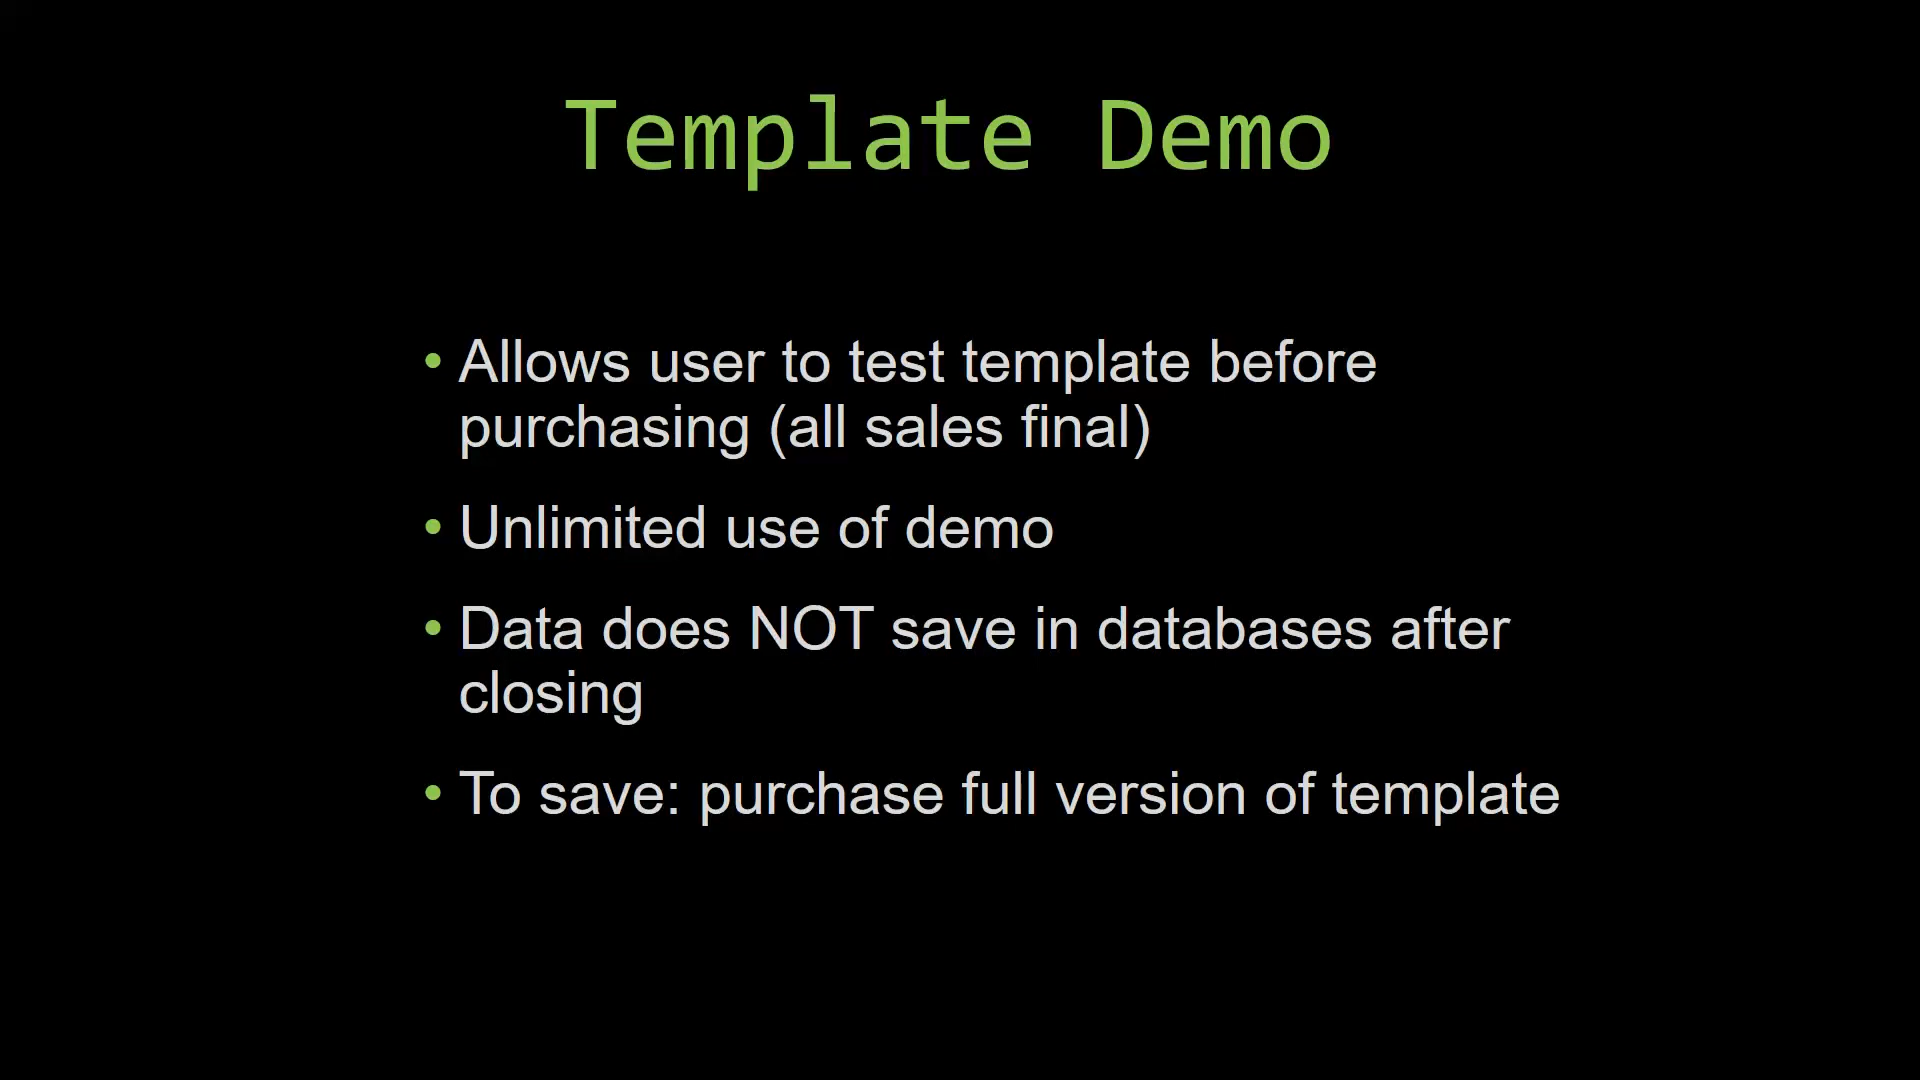 Template Demo
• Allows user to test template before
purchasing (all sales final)
• Unlimited use of demo
• Data does NOT save in databases after
closing
• To save: purchase full version of template